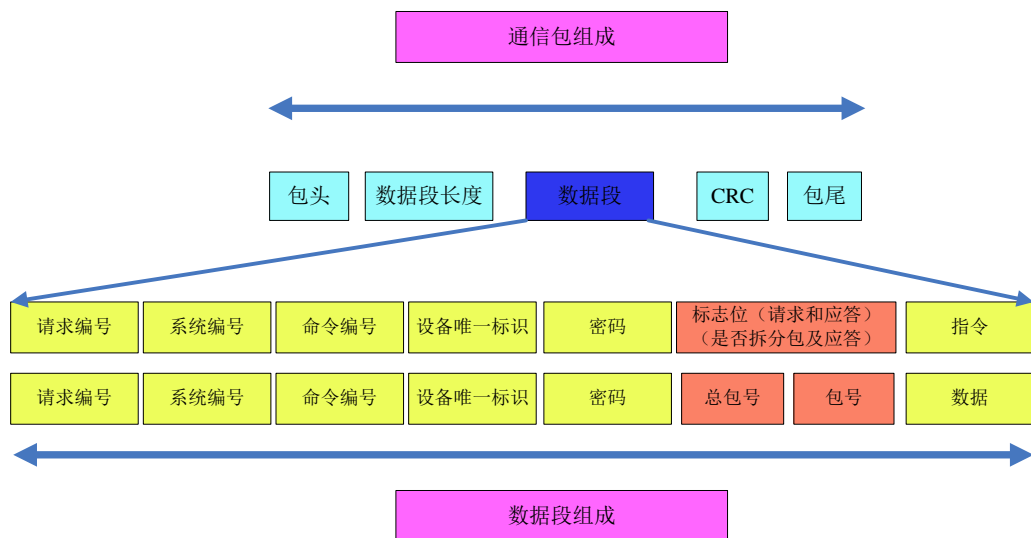 通信包组成
包头
数据段长度
数据段
CRC
包尾
请求编号
系统编号
命令编号
设备唯一标识
密码
标志位（请求和应答）
（是否拆分包及应答）
指令
请求编号
系统编号
命令编号
设备唯一标识
密码
总包号
包号
数据
数据段组成